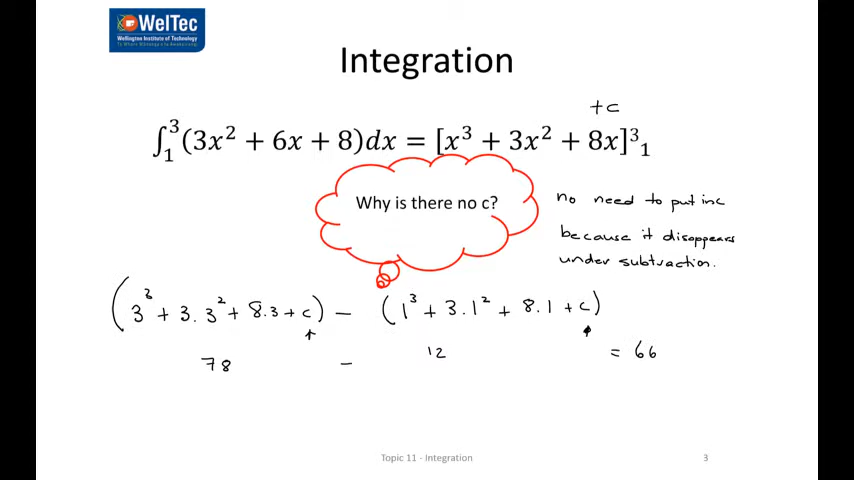 WelTec
Wellington Institute of Technology
Integration
+c
∫₁³(3x² + 6x + 8)dx = [x³ + 3x² + 8x]³₁
Why is there no c?
no need to put in c
because it disappears
under subtraction.
(3³ + 3.3² + 8.3 + c) – (1³ + 3.1² + 8.1 + c)
78 – 12 = 66
Topic 11 - Integration
3